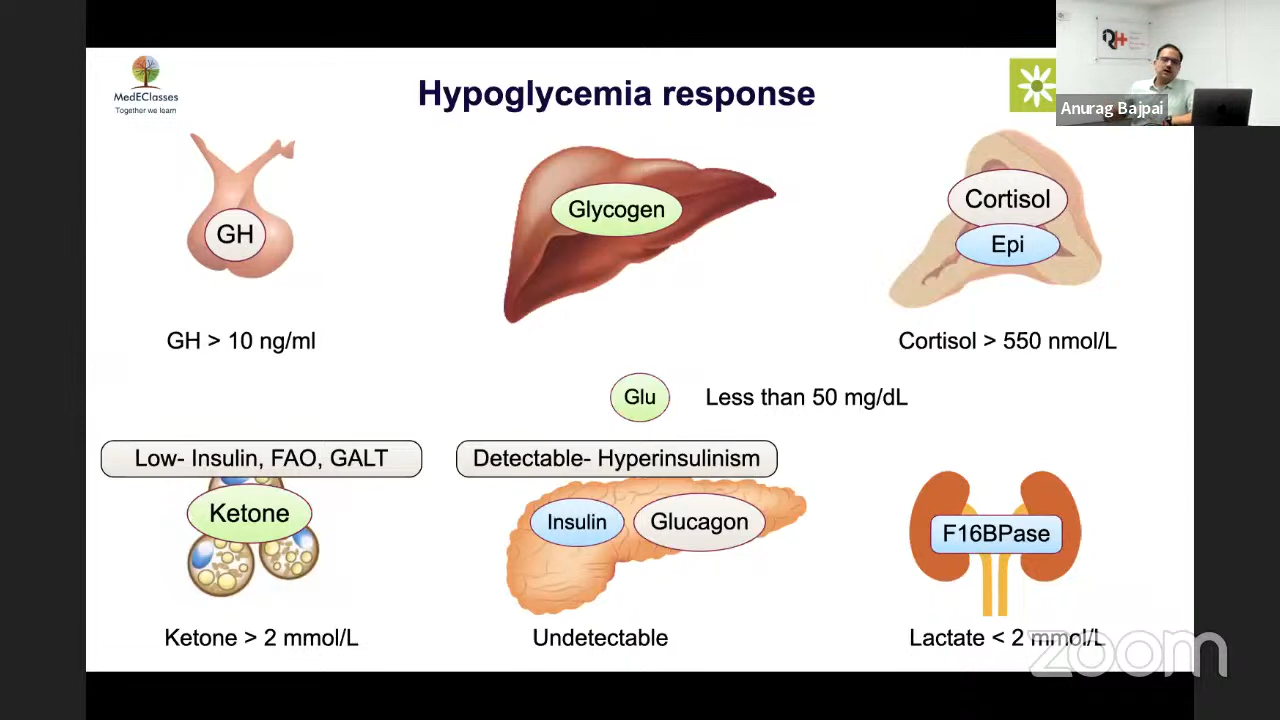 MedEClasses
Together we learn
Hypoglycemia response
Anurag Bajpai
GH
Glycogen
Cortisol
Epi
GH > 10 ng/ml
Cortisol > 550 nmol/L
Glu
Less than 50 mg/dL
Low- Insulin, FAO, GALT
Detectable- Hyperinsulinism
Ketone
Insulin
Glucagon
F16BPase
Ketone > 2 mmol/L
Undetectable
Lactate < 2 mmol/L
zoom